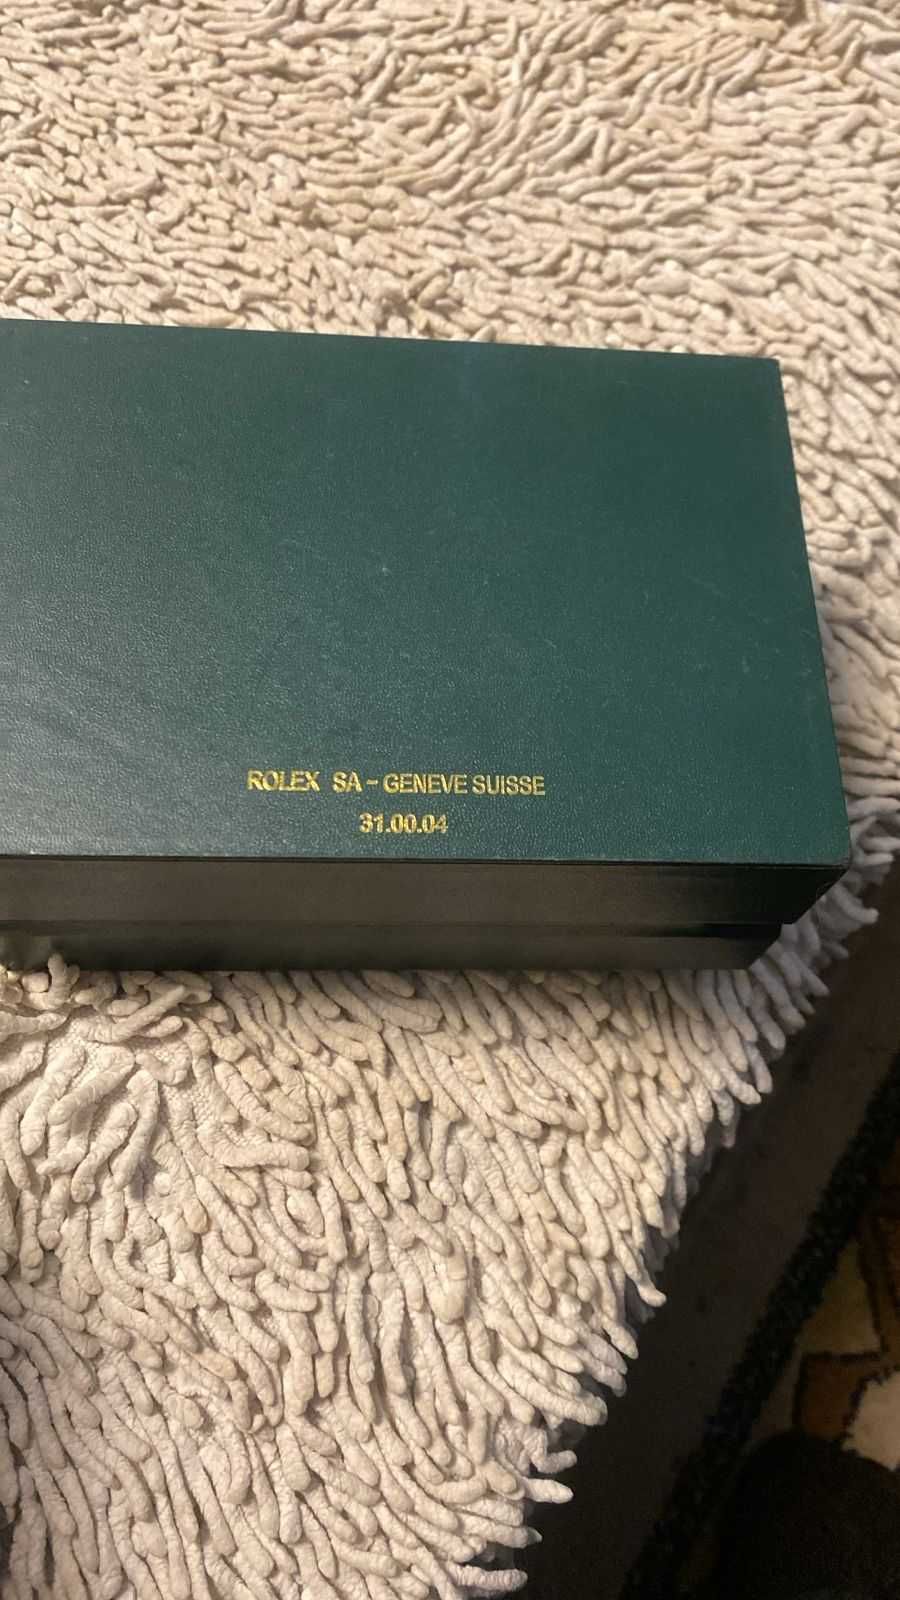 ROLEX SA - GENEVE SUISSE
31.00.04